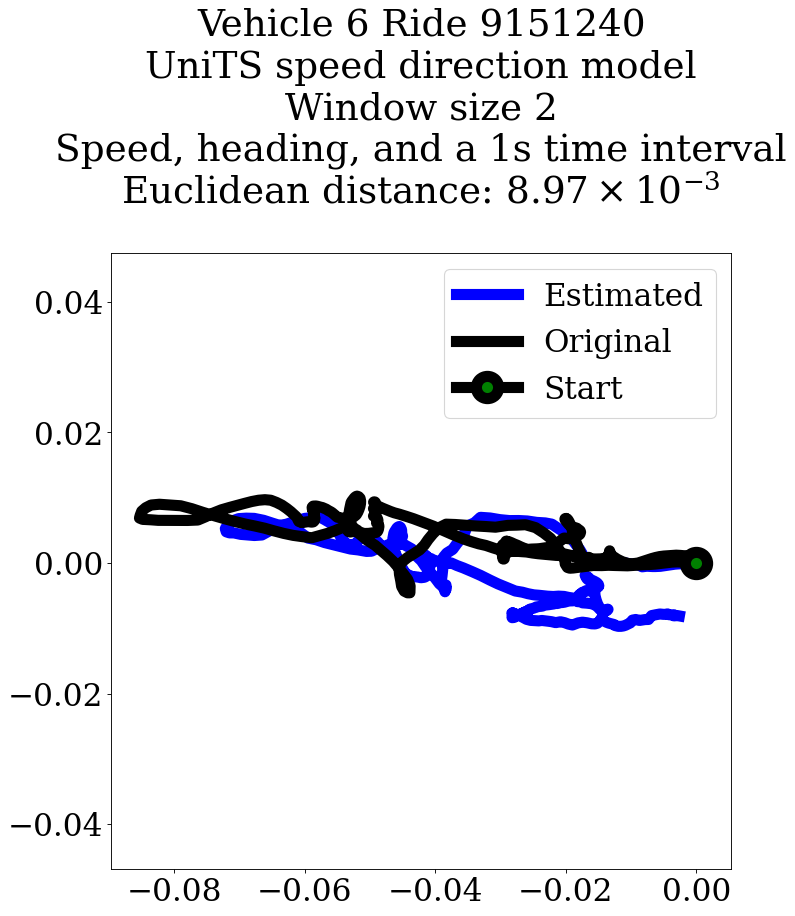 Vehicle 6 Ride 9151240
UniTS speed direction model
Window size 2
Speed, heading, and a 1s time interval
Euclidean distance: 8.97 × 10⁻³
Estimated
Original
Start
0.04
0.02
0.00
−0.02
−0.04
−0.08 −0.06 −0.04 −0.02 0.00